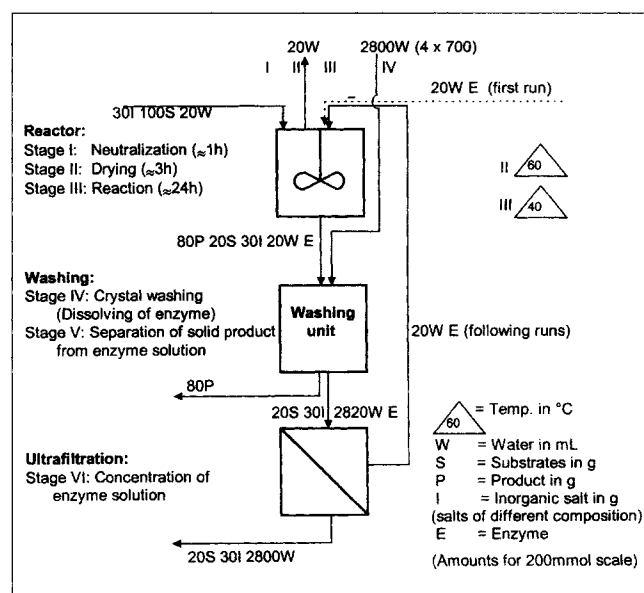 20W
2800W (4 x 700)
I II III IV
20W E (first run)
30I 100S 20W
Reactor:
Stage I: Neutralization (≈1h)
Stage II: Drying (≈3h)
Stage III: Reaction (≈24h)
II 60
III 40
80P 20S 30I 20W E
Washing:
Stage IV: Crystal washing
(Dissolving of enzyme)
Stage V: Separation of solid product
from enzyme solution
Washing
unit
20W E (following runs)
80P
20S 30I 2820W E
Ultrafiltration:
Stage VI: Concentration of
enzyme solution
20S 30I 2800W
60 = Temp. in °C
W = Water in mL
S = Substrates in g
P = Product in g
I = Inorganic salt in g
(salts of different composition)
E = Enzyme
(Amounts for 200mmol scale)